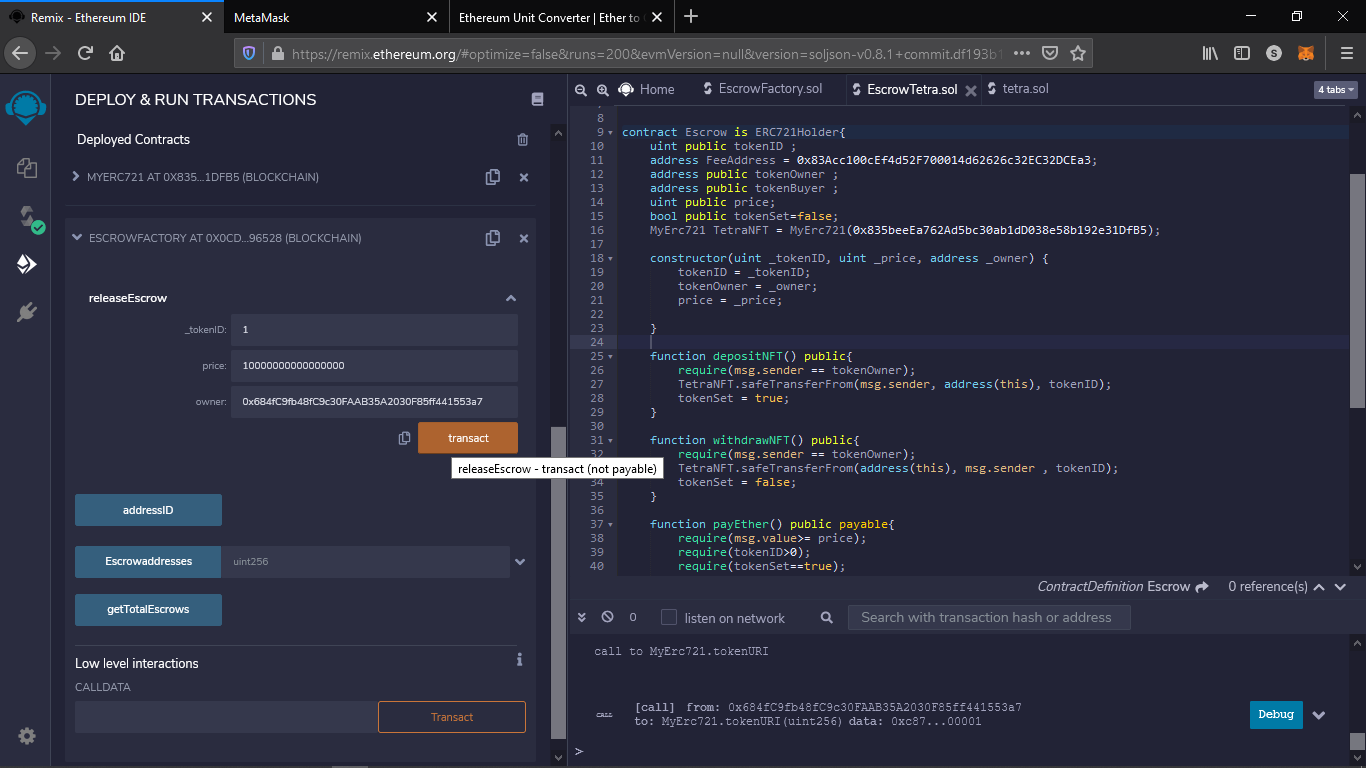 Remix - Ethereum IDE
MetaMask
Ethereum Unit Converter | Ether to
https://remix.ethereum.org/#optimize=false&runs=200&evmVersion=null&version=soljson-v0.8.1+commit.df193b1
DEPLOY & RUN TRANSACTIONS
Deployed Contracts
MYERC721 AT 0X835...1DFB5 (BLOCKCHAIN)
ESCROWFACTORY AT 0X0CD...96528 (BLOCKCHAIN)
releaseEscrow
_tokenID: 1
price: 10000000000000000
owner: 0x684fC9fb48fC9c30FAAB35A2030F85ff441553a7
transact
releaseEscrow - transact (not payable)
addressID
Escrowaddresses uint256
getTotalEscrows
Low level interactions
CALLDATA
Transact
Home
EscrowFactory.sol
EscrowTetra.sol
tetra.sol
4 tabs
7
8
9 contract Escrow is ERC721Holder{
10 uint public tokenID ;
11 address FeeAddress = 0x83Acc100cEf4d52F700014d62626c32EC32DCEa3;
12 address public tokenOwner ;
13 address public tokenBuyer ;
14 uint public price;
15 bool public tokenSet=false;
16 MyErc721 TetraNFT = MyErc721(0x835beeEa762Ad5bc30ab1dD038e58b192e31DfB5);
17
18 constructor(uint _tokenID, uint _price, address _owner) {
19 tokenID = _tokenID;
20 tokenOwner = _owner;
21 price = _price;
22
23 }
24
25 function depositNFT() public{
26 require(msg.sender == tokenOwner);
27 TetraNFT.safeTransferFrom(msg.sender, address(this), tokenID);
28 tokenSet = true;
29 }
30
31 function withdrawNFT() public{
32 require(msg.sender == tokenOwner);
TetraNFT.safeTransferFrom(address(this), msg.sender , tokenID);
34 tokenSet = false;
35 }
36
37 function payEther() public payable{
38 require(msg.value>= price);
39 require(tokenID>0);
40 require(tokenSet==true);
ContractDefinition Escrow 0 reference(s)
0
listen on network
Search with transaction hash or address
call to MyErc721.tokenURI
CALL
[call] from: 0x684fC9fb48fC9c30FAAB35A2030F85ff441553a7
to: MyErc721.tokenURI(uint256) data: 0xc87...00001
Debug
>